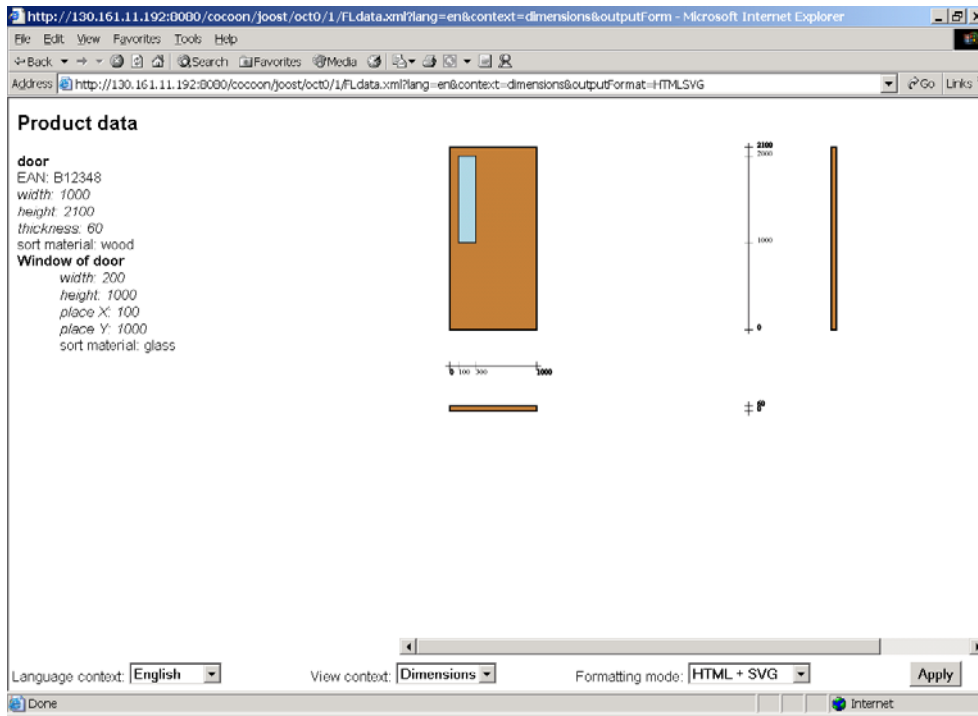 http://130.161.11.192:8080/cocoon/joost/oct0/1/FLdata.xml?lang=en&context=dimensions&outputForm - Microsoft Internet Explorer
File Edit View Favorites Tools Help
Back Search Favorites Media
Address http://130.161.11.192:8080/cocoon/joost/oct0/1/FLdata.xml?lang=en&context=dimensions&outputFormat=HTMLSVG Go Links
Product data
door
EAN: B12348
width: 1000
height: 2100
thickness: 60
sort material: wood
Window of door
width: 200
height: 1000
place X: 100
place Y: 1000
sort material: glass
2100
2000
1000
0
0 100 300 1000
Language context: English View context: Dimensions Formatting mode: HTML + SVG Apply
Done Internet